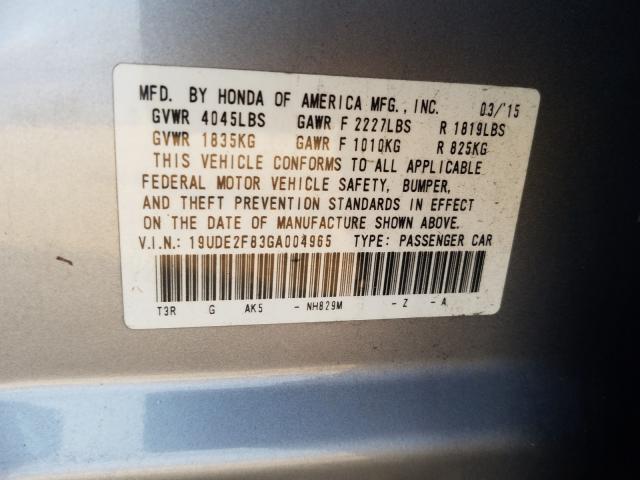 MFD. BY HONDA OF AMERICA MFG., INC. 03/'15
GVWR 4045LBS GAWR F 2227LBS R 1819LBS
GVWR 1835KG GAWR F 1010KG R 825KG
THIS VEHICLE CONFORMS TO ALL APPLICABLE
FEDERAL MOTOR VEHICLE SAFETY, BUMPER,
AND THEFT PREVENTION STANDARDS IN EFFECT
ON THE DATE OF MANUFACTURE SHOWN ABOVE.
V.I.N.: 19UDE2F83GA004965 TYPE: PASSENGER CAR
T3R G AK5 - NH829M - Z - A